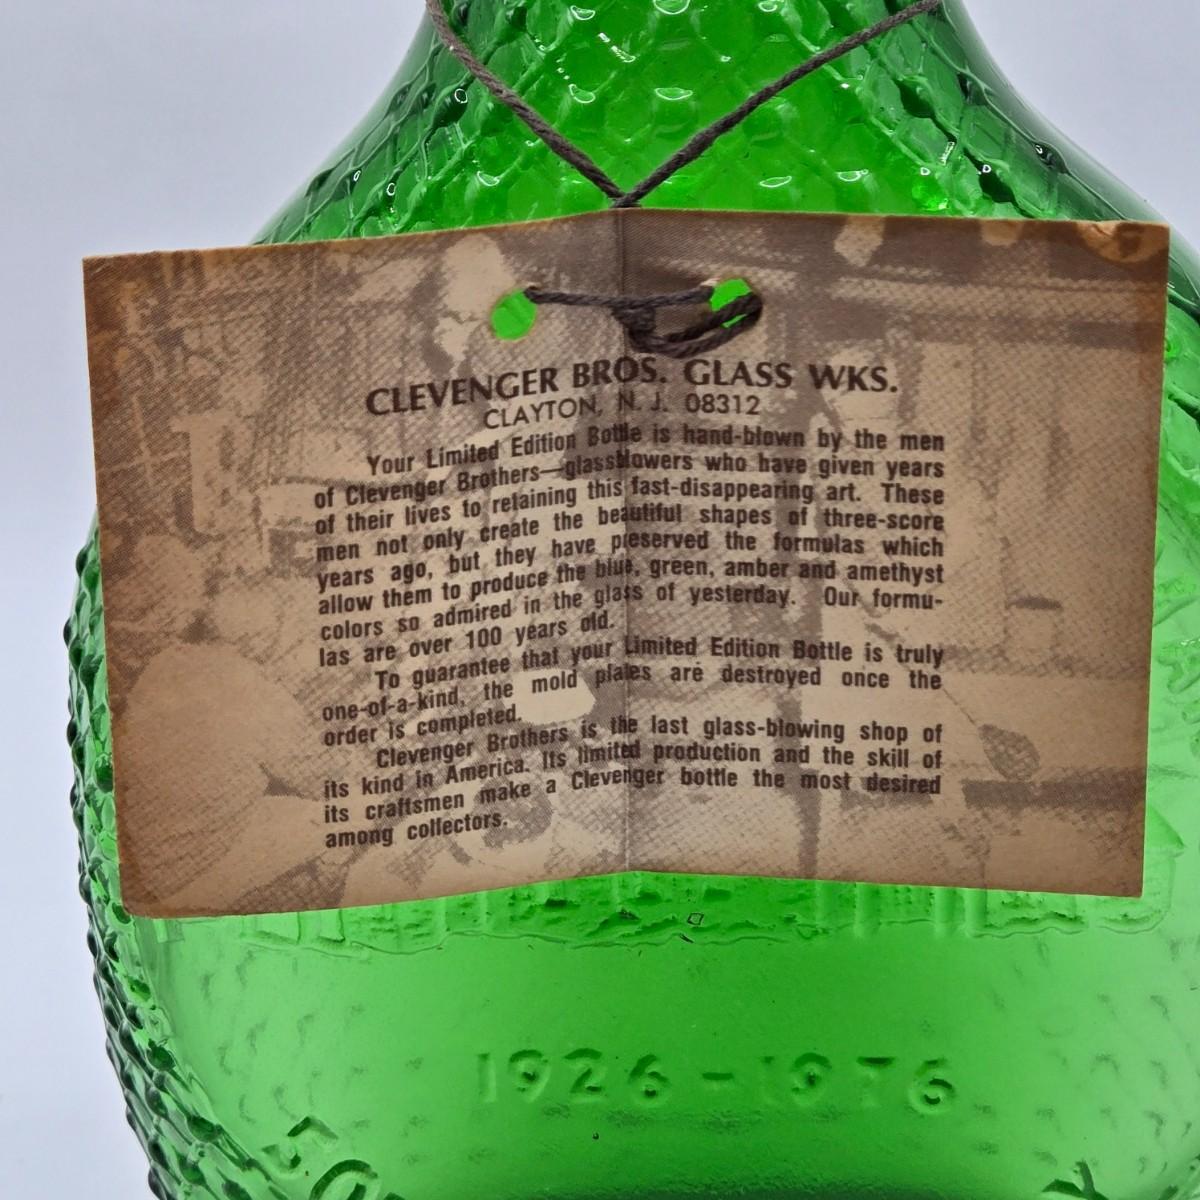 CLEVENGER BROS. GLASS WKS.
CLAYTON, N. J. 08312
Your Limited Edition Bottle is hand-blown by the men
of Clevenger Brothers—glassblowers who have given years
of their lives to retaining this fast-disappearing art. These
men not only create the beautiful shapes of three-score
years ago, but they have preserved the formulas which
allow them to produce the blue, green, amber and amethyst
colors so admired in the glass of yesterday. Our formu-
las are over 100 years old.
To guarantee that your Limited Edition Bottle is truly
one-of-a-kind, the mold plates are destroyed once the
order is completed.
Clevenger Brothers is the last glass-blowing shop of
its kind in America. Its limited production and the skill of
its craftsmen make a Clevenger bottle the most desired
among collectors.
1926-1976